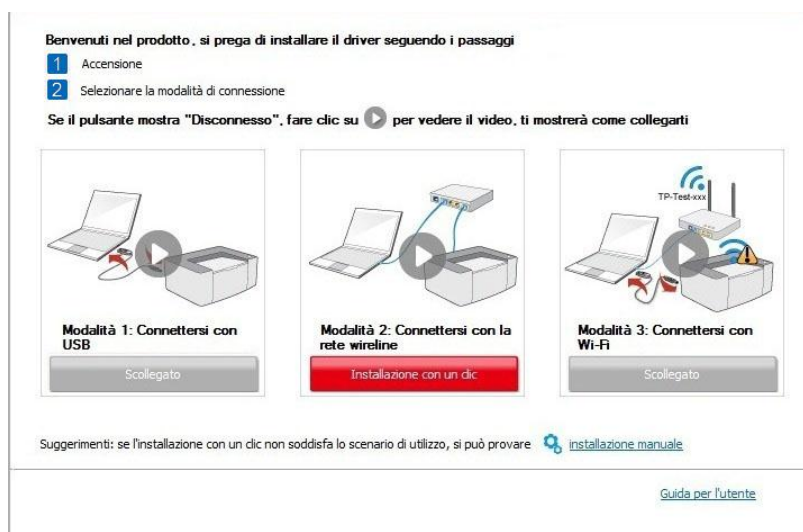 Benvenuti nel prodotto, si prega di installare il driver seguendo i passaggi
1 Accensione
2 Selezionare la modalità di connessione
Se il pulsante mostra "Disconnesso", fare clic su per vedere il video, ti mostrerà come collegarti
TP-Test-xxx
Modalità 1: Connettersi con
USB
Scollegato
Modalità 2: Connettersi con la
rete wireline
Installazione con un clic
Modalità 3: Connettersi con
Wi-Fi
Scollegato
Suggerimenti: se l'installazione con un clic non soddisfa lo scenario di utilizzo, si può provare installazione manuale
Guida per l'utente